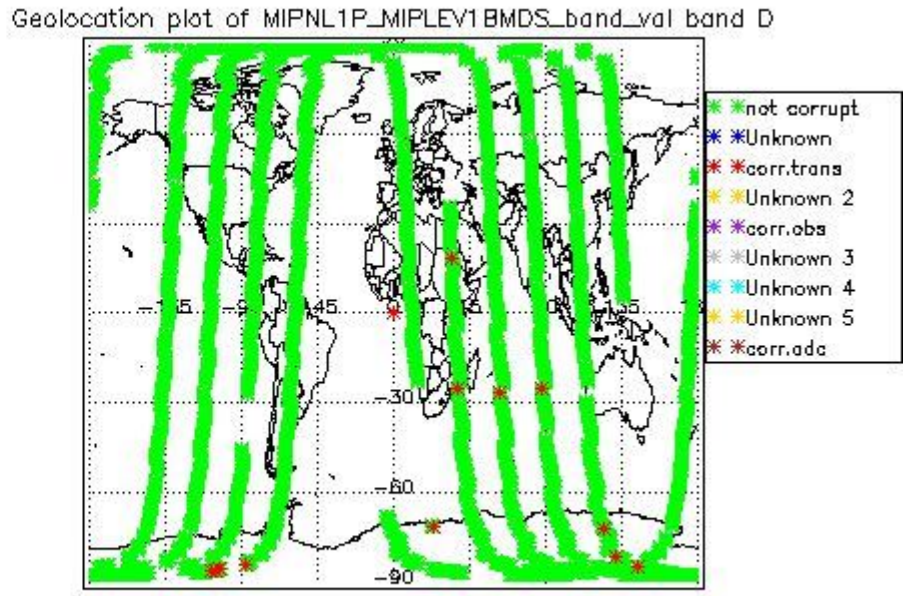 Geolocation plot of MIPNL1P_MIPLEV1BMDS_band_val band D
not corrupt
Unknown
corr.trans
Unknown 2
corr.obs
Unknown 3
Unknown 4
Unknown 5
corr.adc
-45
-30
-60
-90